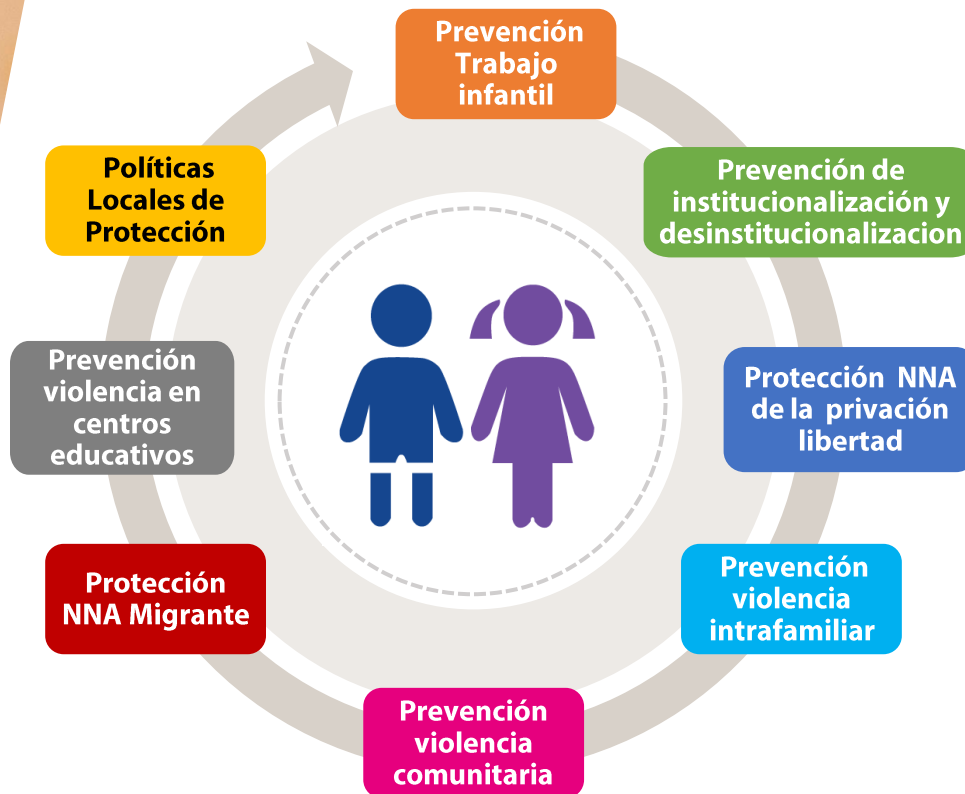 Prevención
Trabajo
infantil
Prevención de
institucionalización y
desinstitucionalizacion
Protección NNA
de la privación
libertad
Prevención
violencia
intrafamiliar
Prevención
violencia
comunitaria
Protección
NNA Migrante
Prevención
violencia en
centros
educativos
Políticas
Locales de
Protección